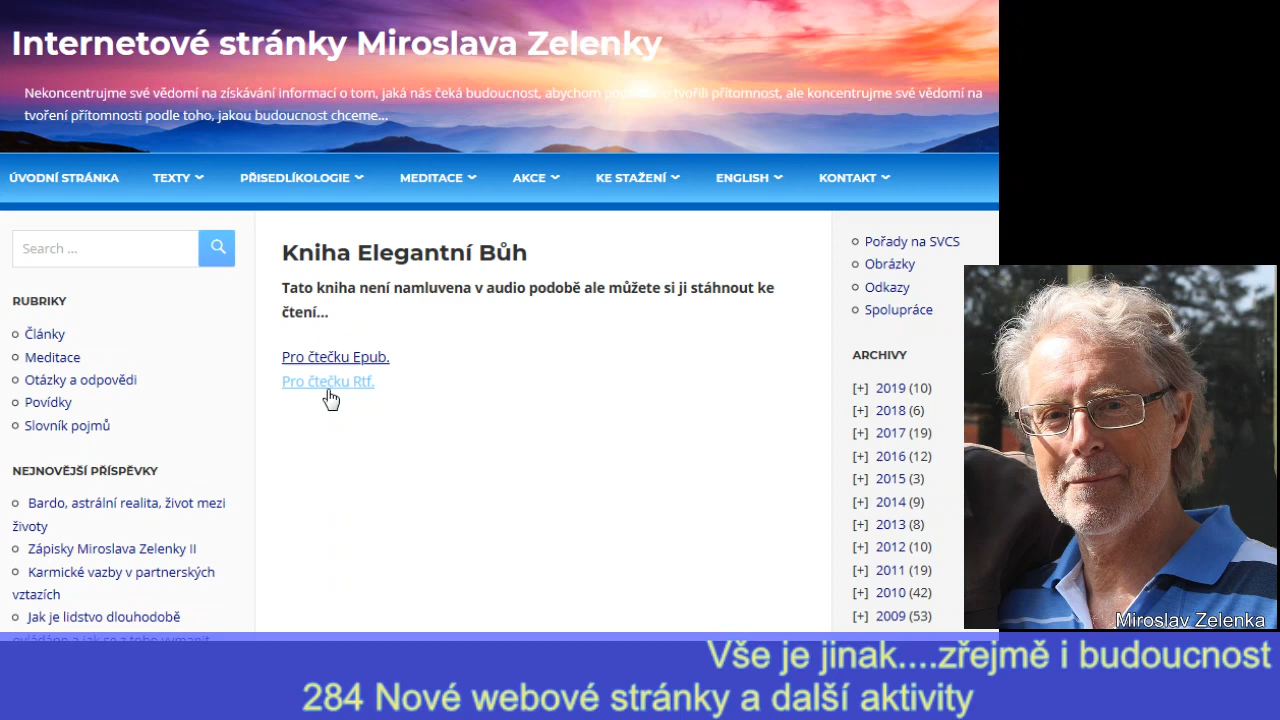 Internetové stránky Miroslava Zelenky
Nekoncentrujme své vědomí na získávání informací o tom, jaká nás čeká budoucnost, abychom tvořili přítomnost, ale koncentrujme své vědomí na
tvoření přítomnosti podle toho, jakou budoucnost chceme...
ÚVODNÍ STRÁNKA TEXTY PŘISEDLÍKOLOGIE MEDITACE AKCE KE STAŽENÍ ENGLISH KONTAKT
Search ...
RUBRIKY
Články
Meditace
Otázky a odpovědi
Povídky
Slovník pojmů
NEJNOVĚJŠÍ PŘÍSPĚVKY
Bardo, astrální realita, život mezi
životy
Zápisky Miroslava Zelenky II
Karmické vazby v partnerských
vztazích
Jak je lidstvo dlouhodobě
ovládáno a jak se z toho vymanit
Kniha Elegantní Bůh
Tato kniha není namluvena v audio podobě ale můžete si ji stáhnout ke
čtení...
Pro čtečku Epub.
Pro čtečku Rtf.
Pořady na SVCS
Obrázky
Odkazy
Spolupráce
ARCHIVY
[+] 2019 (10)
[+] 2018 (6)
[+] 2017 (19)
[+] 2016 (12)
[+] 2015 (3)
[+] 2014 (9)
[+] 2013 (8)
[+] 2012 (10)
[+] 2011 (19)
[+] 2010 (42)
[+] 2009 (53)
Miroslav Zelenka
Vše je jinak....zřejmě i budoucnost
284 Nové webové stránky a další aktivity